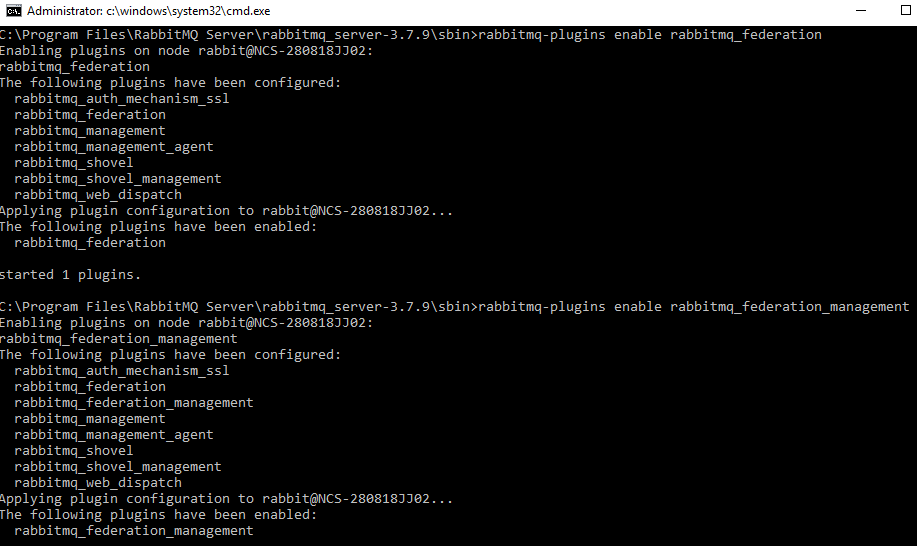 Administrator: c:\windows\system32\cmd.exe
C:\Program Files\RabbitMQ Server\rabbitmq_server-3.7.9\sbin>rabbitmq-plugins enable rabbitmq_federation
Enabling plugins on node rabbit@NCS-280818JJ02:
rabbitmq_federation
The following plugins have been configured:
  rabbitmq_auth_mechanism_ssl
  rabbitmq_federation
  rabbitmq_management
  rabbitmq_management_agent
  rabbitmq_shovel
  rabbitmq_shovel_management
  rabbitmq_web_dispatch
Applying plugin configuration to rabbit@NCS-280818JJ02...
The following plugins have been enabled:
  rabbitmq_federation
started 1 plugins.
C:\Program Files\RabbitMQ Server\rabbitmq_server-3.7.9\sbin>rabbitmq-plugins enable rabbitmq_federation_management
Enabling plugins on node rabbit@NCS-280818JJ02:
rabbitmq_federation_management
The following plugins have been configured:
  rabbitmq_auth_mechanism_ssl
  rabbitmq_federation
  rabbitmq_federation_management
  rabbitmq_management
  rabbitmq_management_agent
  rabbitmq_shovel
  rabbitmq_shovel_management
  rabbitmq_web_dispatch
Applying plugin configuration to rabbit@NCS-280818JJ02...
The following plugins have been enabled:
  rabbitmq_federation_management